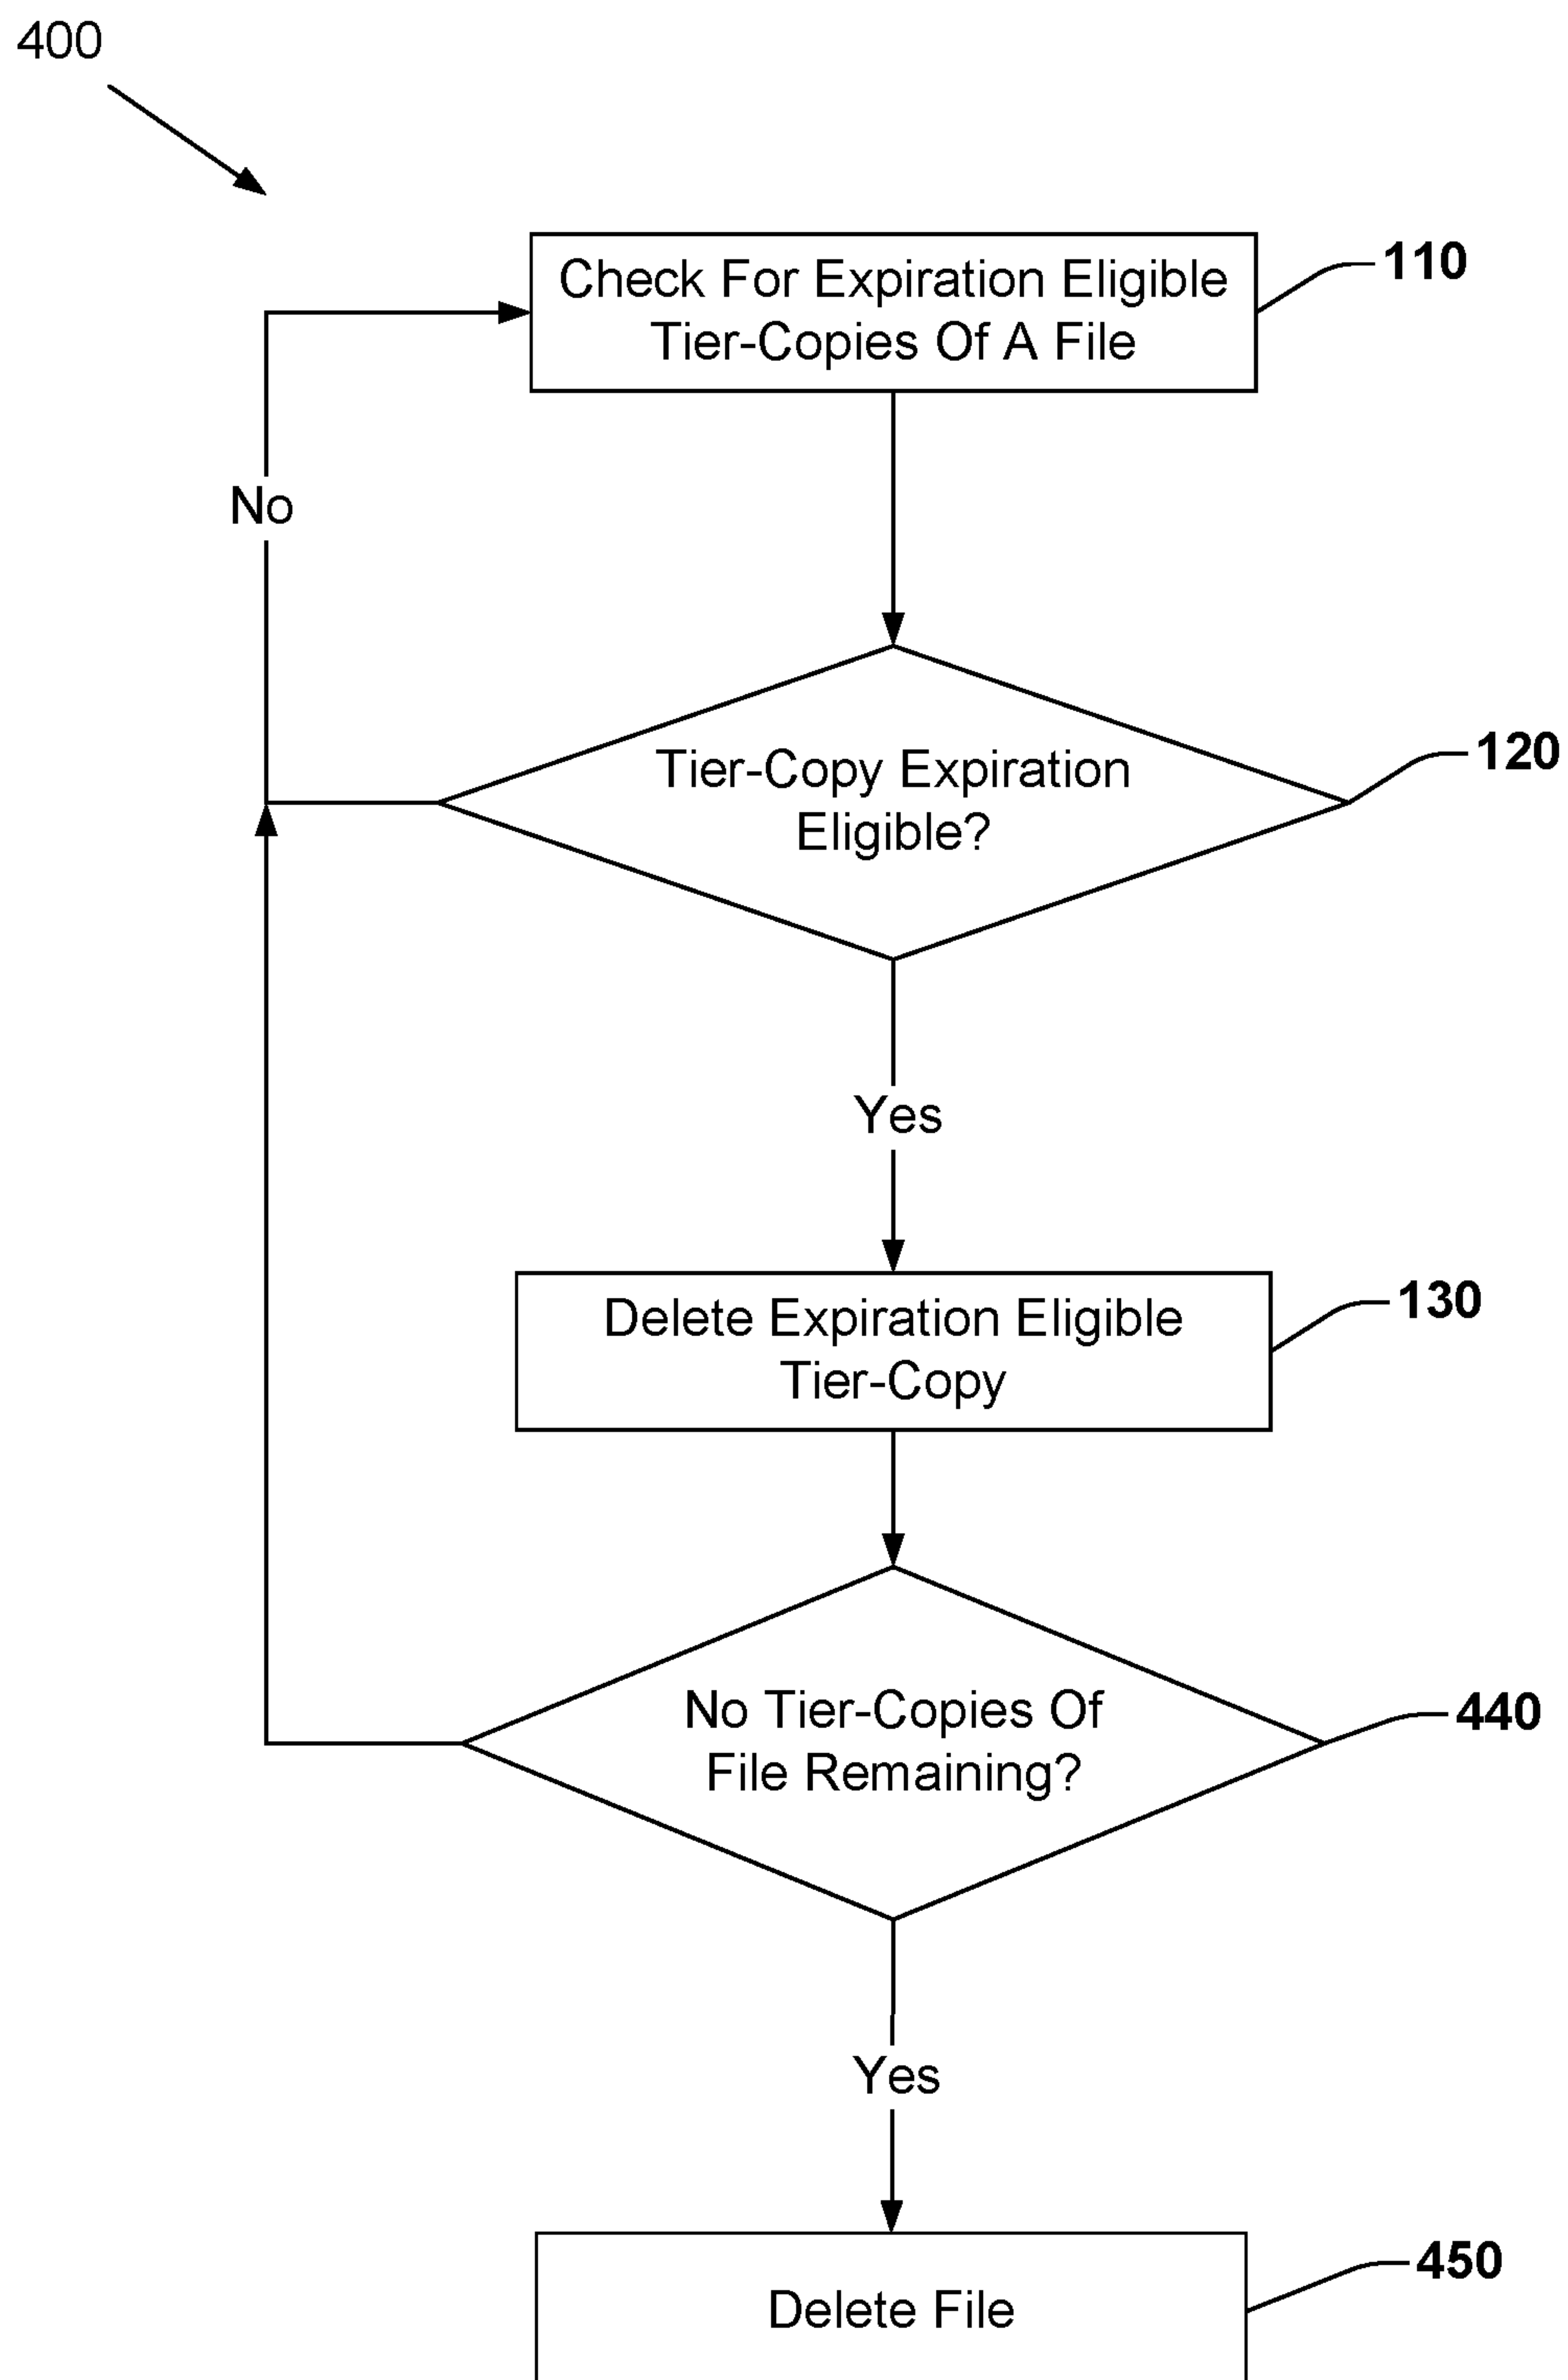 400
Check For Expiration Eligible
Tier-Copies Of A File
110
No
Tier-Copy Expiration
Eligible?
120
Yes
Delete Expiration Eligible
Tier-Copy
130
No Tier-Copies Of
File Remaining?
440
Yes
Delete File
450